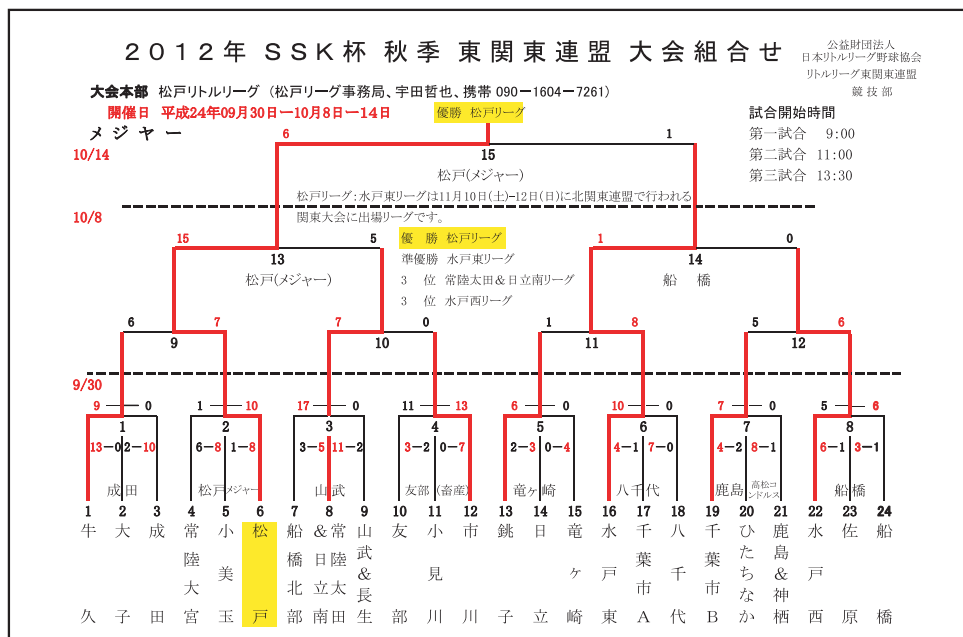 2012年 SSK杯 秋季 東関東連盟 大会組合せ
公益財団法人
日本リトルリーグ野球協会
リトルリーグ東関東連盟
競技部
大会本部 松戸リトルリーグ (松戸リーグ事務局、宇田哲也、携帯 090ー1604ー7261)
開催日 平成24年09月30日ー10月8日ー14日
優勝 松戸リーグ
試合開始時間
メジャー
第一試合 9:00
第二試合 11:00
第三試合 13:30
10/14
6 1
15
松戸(メジャー)
松戸リーグ:水戸東リーグは11月10日(土)-12日(日)に北関東連盟で行われる
関東大会に出場リーグです。
10/8
優 勝 松戸リーグ
準優勝 水戸東リーグ
3 位 常陸太田&日立南リーグ
3 位 水戸西リーグ
15 5 1 0
13 14
松戸(メジャー) 船 橋
6 7 7 0 1 8 5 6
9 10 11 12
9/30
9 0 1 10 17 0 11 13 6 0 10 0 7 0 5 6
1 2 3 4 5 6 7 8
13ー0 2ー10 6ー8 1ー8 3ー5 11ー2 3ー2 0ー7 2ー3 0ー4 4ー1 7ー0 4ー2 8ー1 6ー1 3ー1
成田 松戸メジャー 山武 友部 (畜産) 竜ヶ崎 八千代 鹿島 高松コンドルス 船橋
1 2 3 4 5 6 7 8 9 10 11 12 13 14 15 16 17 18 19 20 21 22 23 24
牛久
大子
成田
常陸大宮
小美玉
松戸
船橋北部
常陸太田&日立南
山武&長生
友部
小見川
市川
銚子
日立
竜ヶ崎
水戸東
千葉市A
八千代
千葉市B
ひたちなか
鹿島&神栖
水戸西
佐原
船橋